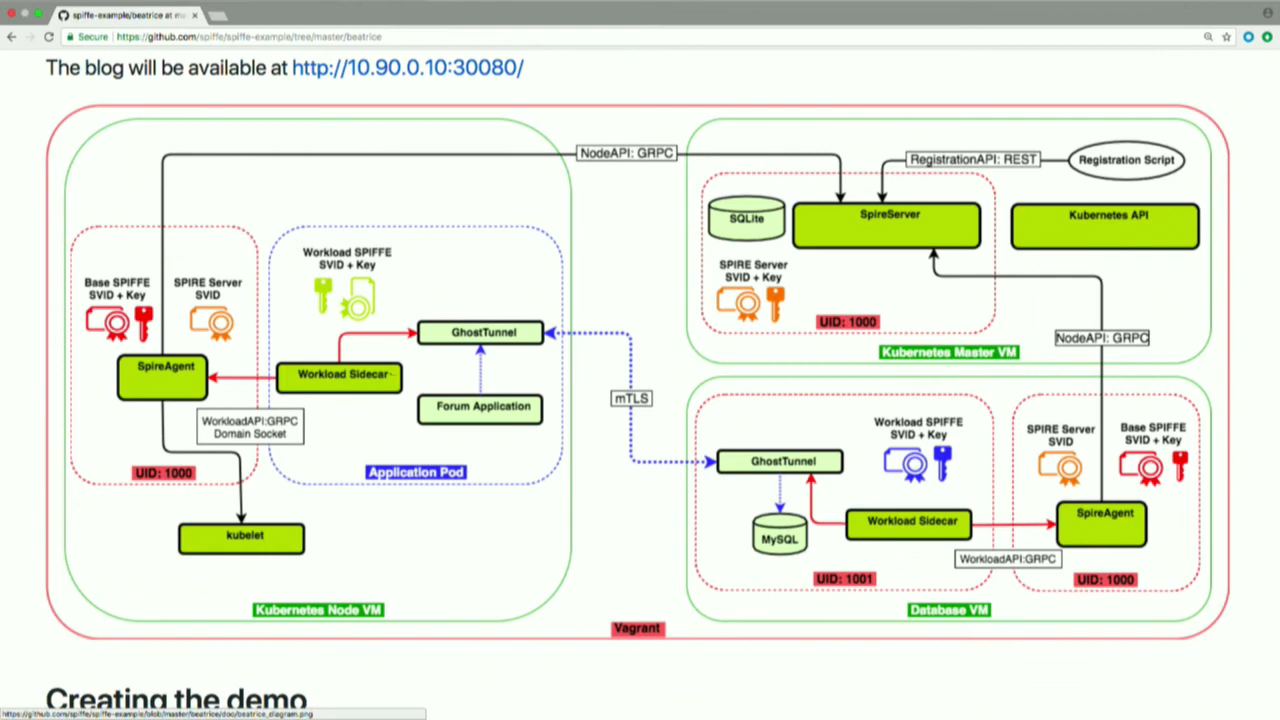 spiffe-example/beatrice at ma
Secure | https://github.com/spiffe/spiffe-example/tree/master/beatrice
The blog will be available at http://10.90.0.10:30080/
NodeAPI: GRPC
RegistrationAPI: REST
Registration Script
SQLite
SpireServer
Kubernetes API
SPIRE Server
SVID + Key
UID: 1000
Kubernetes Master VM
NodeAPI: GRPC
Base SPIFFE
SVID + Key
SPIRE Server
SVID
SpireAgent
WorkloadAPI:GRPC
Domain Socket
UID: 1000
kubelet
Workload SPIFFE
SVID + Key
GhostTunnel
Workload Sidecar
Forum Application
Application Pod
Kubernetes Node VM
mTLS
Workload SPIFFE
SVID + Key
GhostTunnel
MySQL
Workload Sidecar
UID: 1001
WorkloadAPI:GRPC
SPIRE Server
SVID
Base SPIFFE
SVID + Key
SpireAgent
UID: 1000
Database VM
Vagrant
Creating the demo
https://github.com/spiffe/spiffe-example/blob/master/beatrice/doc/beatrice_diagram.png